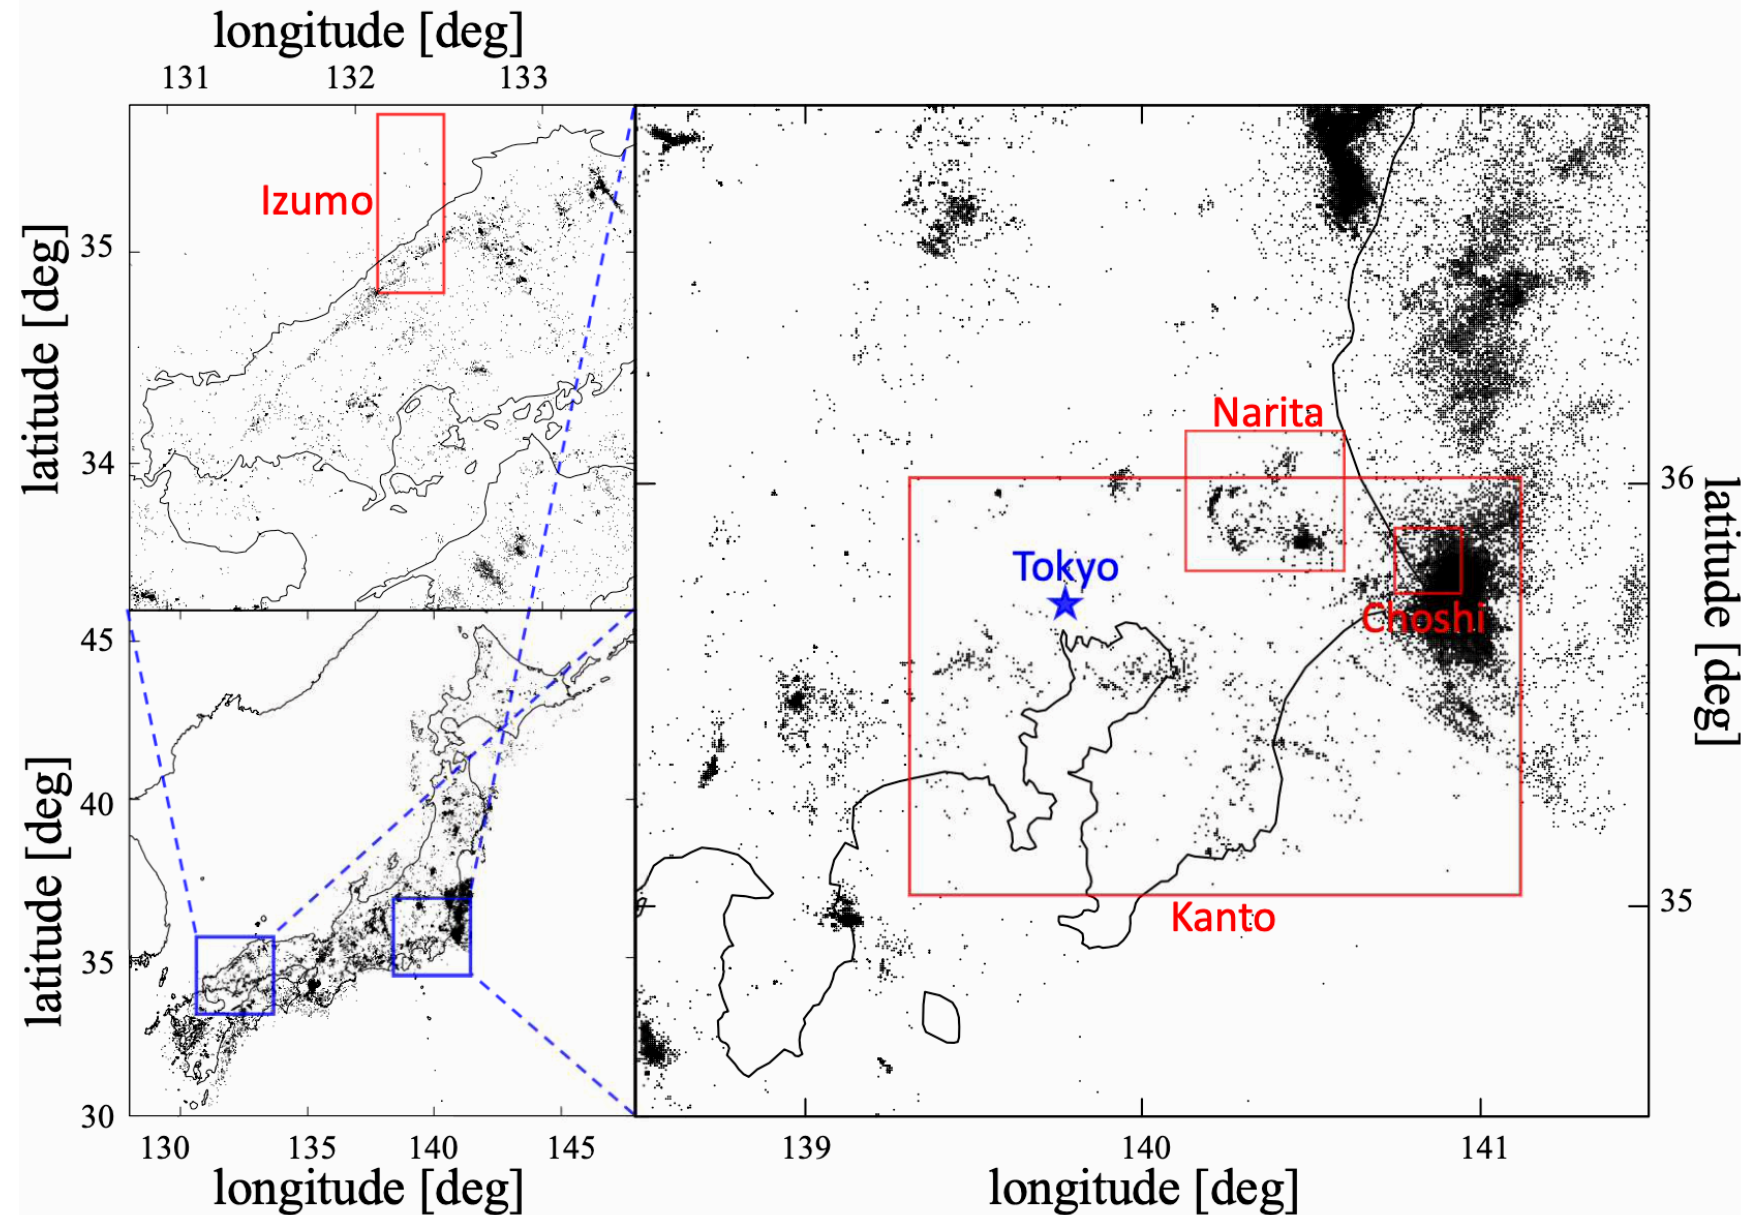 longitude [deg]
131 132 133
Izumo
latitude [deg]
35
34
Narita
36
latitude [deg]
Tokyo
Choshi
45
40
35
30
latitude [deg]
Kanto
35
130 135 140 145
139 140 141
longitude [deg]
longitude [deg]